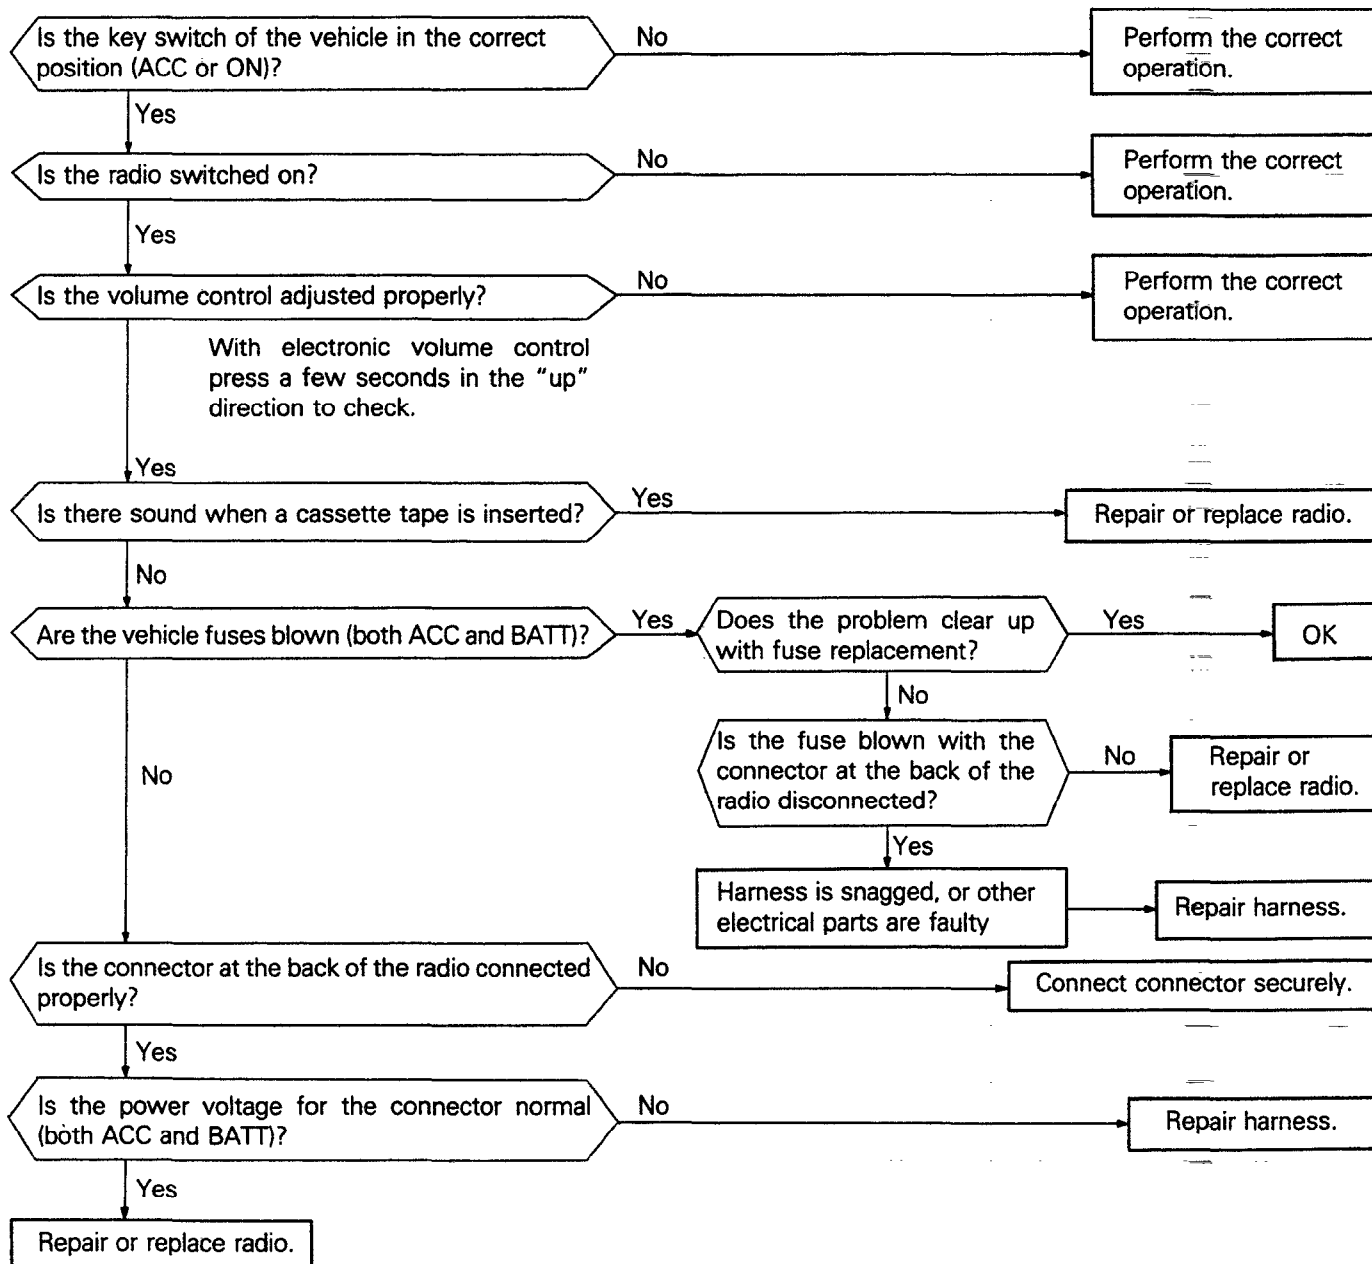 Is the key switch of the vehicle in the correct
position (ACC or ON)?
No
Perform the correct
operation.
Yes
Is the radio switched on?
No
Perform the correct
operation.
Yes
Is the volume control adjusted properly?
No
Perform the correct
operation.
With electronic volume control
press a few seconds in the "up"
direction to check.
Yes
Is there sound when a cassette tape is inserted?
Yes
Repair or replace radio.
No
Are the vehicle fuses blown (both ACC and BATT)?
Yes
Does the problem clear up
with fuse replacement?
Yes
OK
No
Is the fuse blown with the
connector at the back of the
radio disconnected?
No
Repair or
replace radio.
No
Yes
Harness is snagged, or other
electrical parts are faulty
Repair harness.
Is the connector at the back of the radio connected
properly?
No
Connect connector securely.
Yes
Is the power voltage for the connector normal
(both ACC and BATT)?
No
Repair harness.
Yes
Repair or replace radio.